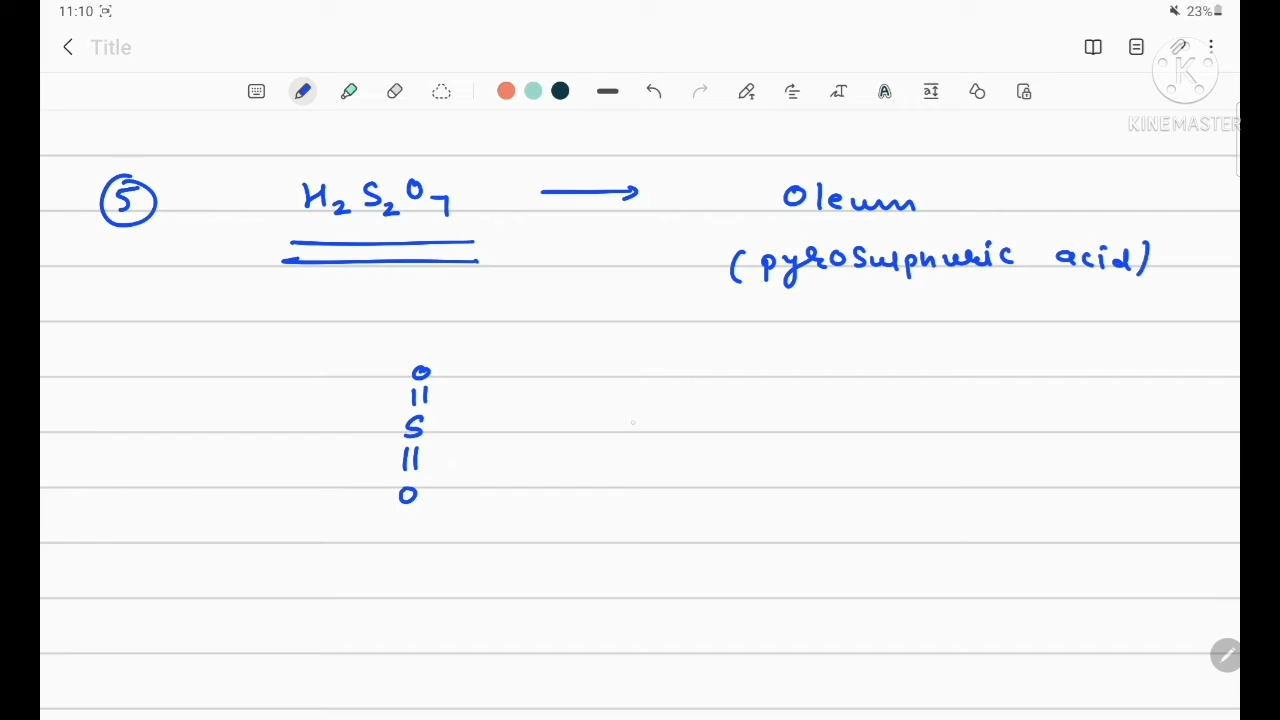 11:10 23%
Title
K
KINEMASTER
5 H₂S₂O₇ → Oleum
(pyrosulphuric acid)
O
||
S
||
O